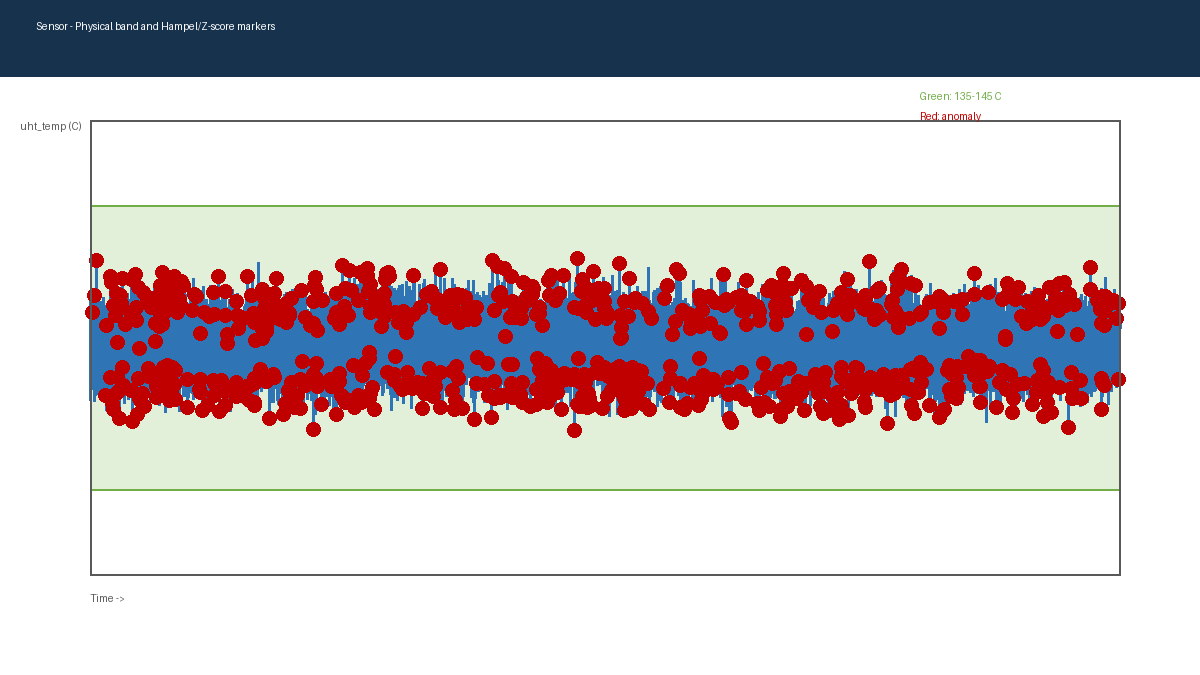 Sensor - Physical band and Hampel/Z-score markers
Green: 135-145 C
Red: anomaly
uht_temp (C)
Time ->